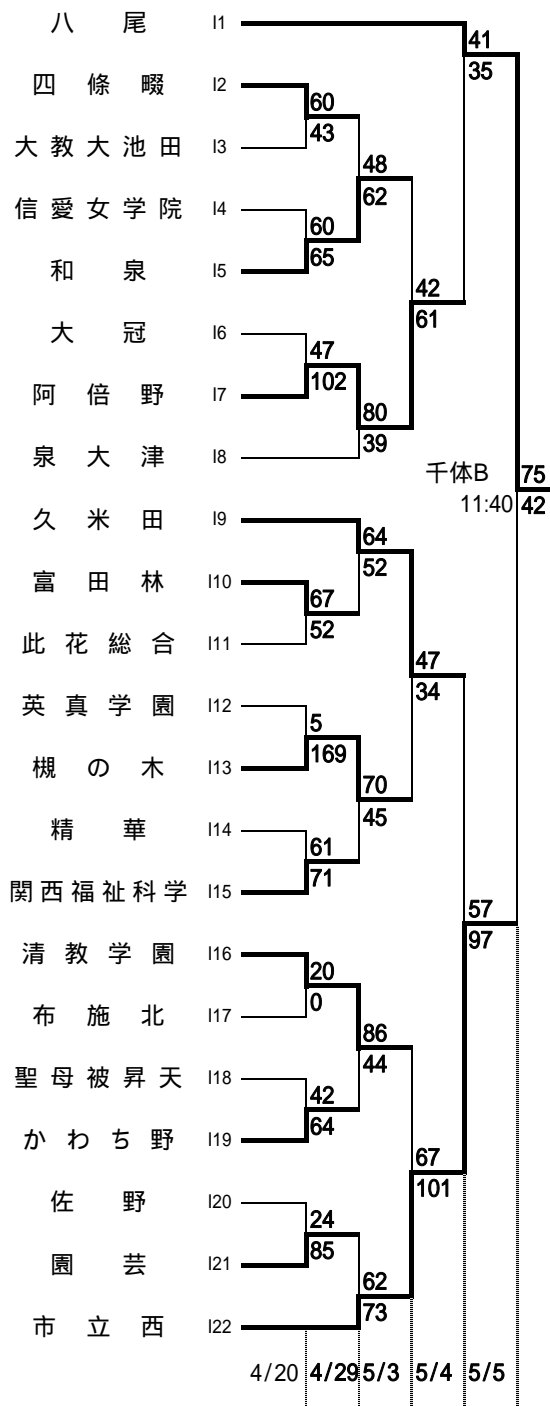 八尾 I1
41
35
四條畷 I2
60
43
大教大池田 I3
48
62
信愛女学院 I4
60
65
和泉 I5
42
61
大冠 I6
47
102
阿倍野 I7
80
39
泉大津 I8
千体B 75
11:40 42
久米田 I9
64
52
富田林 I10
67
52
此花総合 I11
47
34
英真学園 I12
5
169
槻の木 I13
70
45
精華 I14
61
71
関西福祉科学 I15
57
97
清教学園 I16
20
0
布施北 I17
86
44
聖母被昇天 I18
42
64
かわち野 I19
67
101
佐野 I20
24
85
園芸 I21
62
73
市立西 I22
4/20 4/29 5/3 5/4 5/5